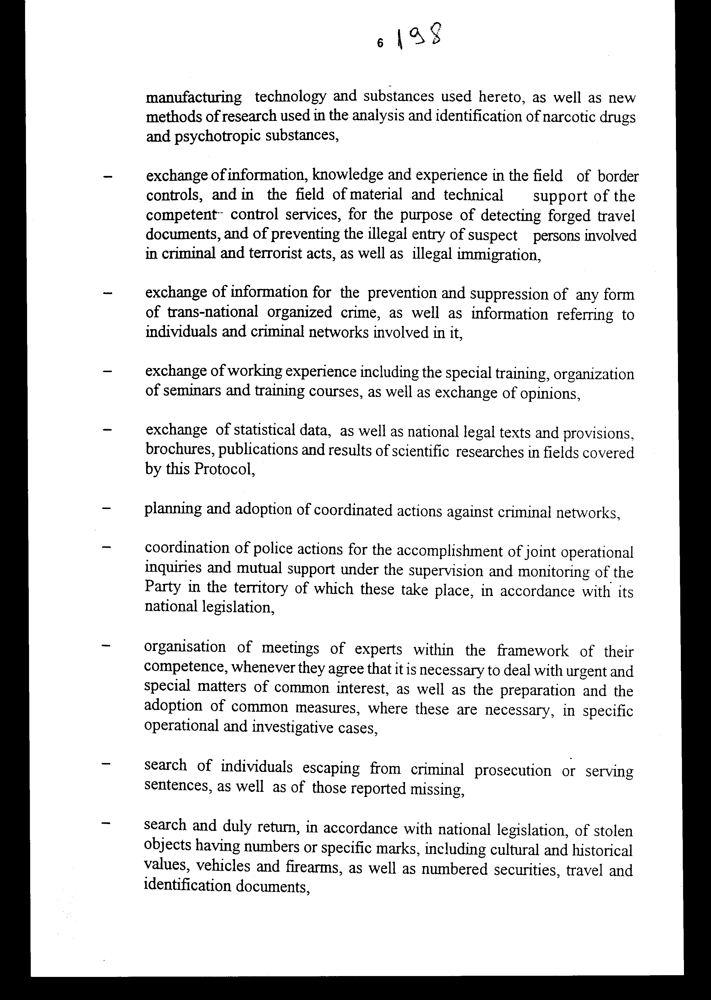 6 198
manufacturing technology and substances used hereto, as well as new
methods of research used in the analysis and identification of narcotic drugs
and psychotropic substances,
– exchange of information, knowledge and experience in the field of border
controls, and in the field of material and technical support of the
competent control services, for the purpose of detecting forged travel
documents, and of preventing the illegal entry of suspect persons involved
in criminal and terrorist acts, as well as illegal immigration,
– exchange of information for the prevention and suppression of any form
of trans-national organized crime, as well as information referring to
individuals and criminal networks involved in it,
– exchange of working experience including the special training, organization
of seminars and training courses, as well as exchange of opinions,
– exchange of statistical data, as well as national legal texts and provisions,
brochures, publications and results of scientific researches in fields covered
by this Protocol,
– planning and adoption of coordinated actions against criminal networks,
– coordination of police actions for the accomplishment of joint operational
inquiries and mutual support under the supervision and monitoring of the
Party in the territory of which these take place, in accordance with its
national legislation,
– organisation of meetings of experts within the framework of their
competence, whenever they agree that it is necessary to deal with urgent and
special matters of common interest, as well as the preparation and the
adoption of common measures, where these are necessary, in specific
operational and investigative cases,
– search of individuals escaping from criminal prosecution or serving
sentences, as well as of those reported missing,
– search and duly return, in accordance with national legislation, of stolen
objects having numbers or specific marks, including cultural and historical
values, vehicles and firearms, as well as numbered securities, travel and
identification documents,